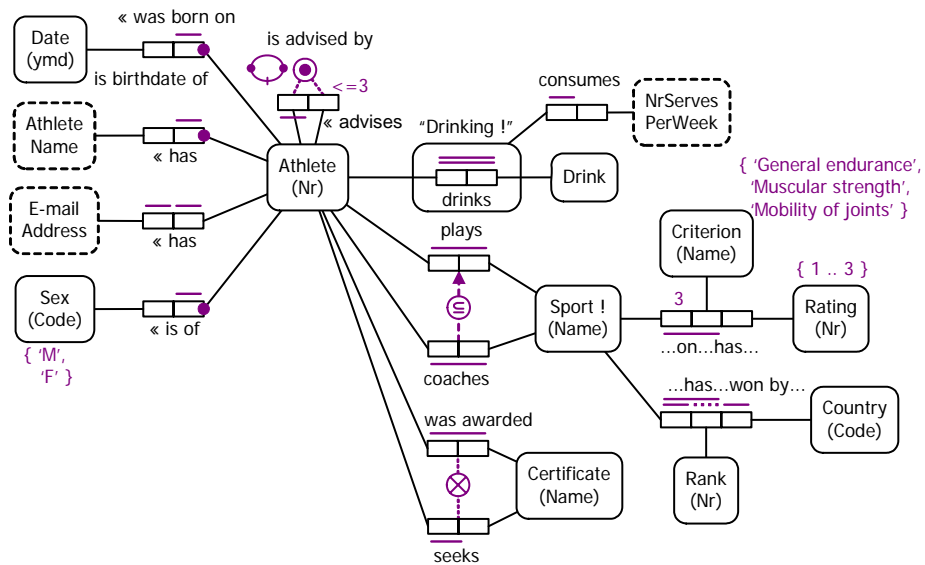 « was born on
Date
(ymd)
is birthdate of
is advised by
<=3
« advises
consumes
NrServes
PerWeek
Athlete
Name
« has
"Drinking !"
Athlete
(Nr)
drinks
Drink
{ 'General endurance',
'Muscular strength',
'Mobility of joints' }
E-mail
Address
« has
plays
Criterion
(Name)
{ 1 .. 3 }
Sex
(Code)
« is of
{ 'M',
'F' }
⊆
Sport !
(Name)
3
Rating
(Nr)
...on...has...
coaches
...has...won by...
Country
(Code)
was awarded
Certificate
(Name)
Rank
(Nr)
seeks